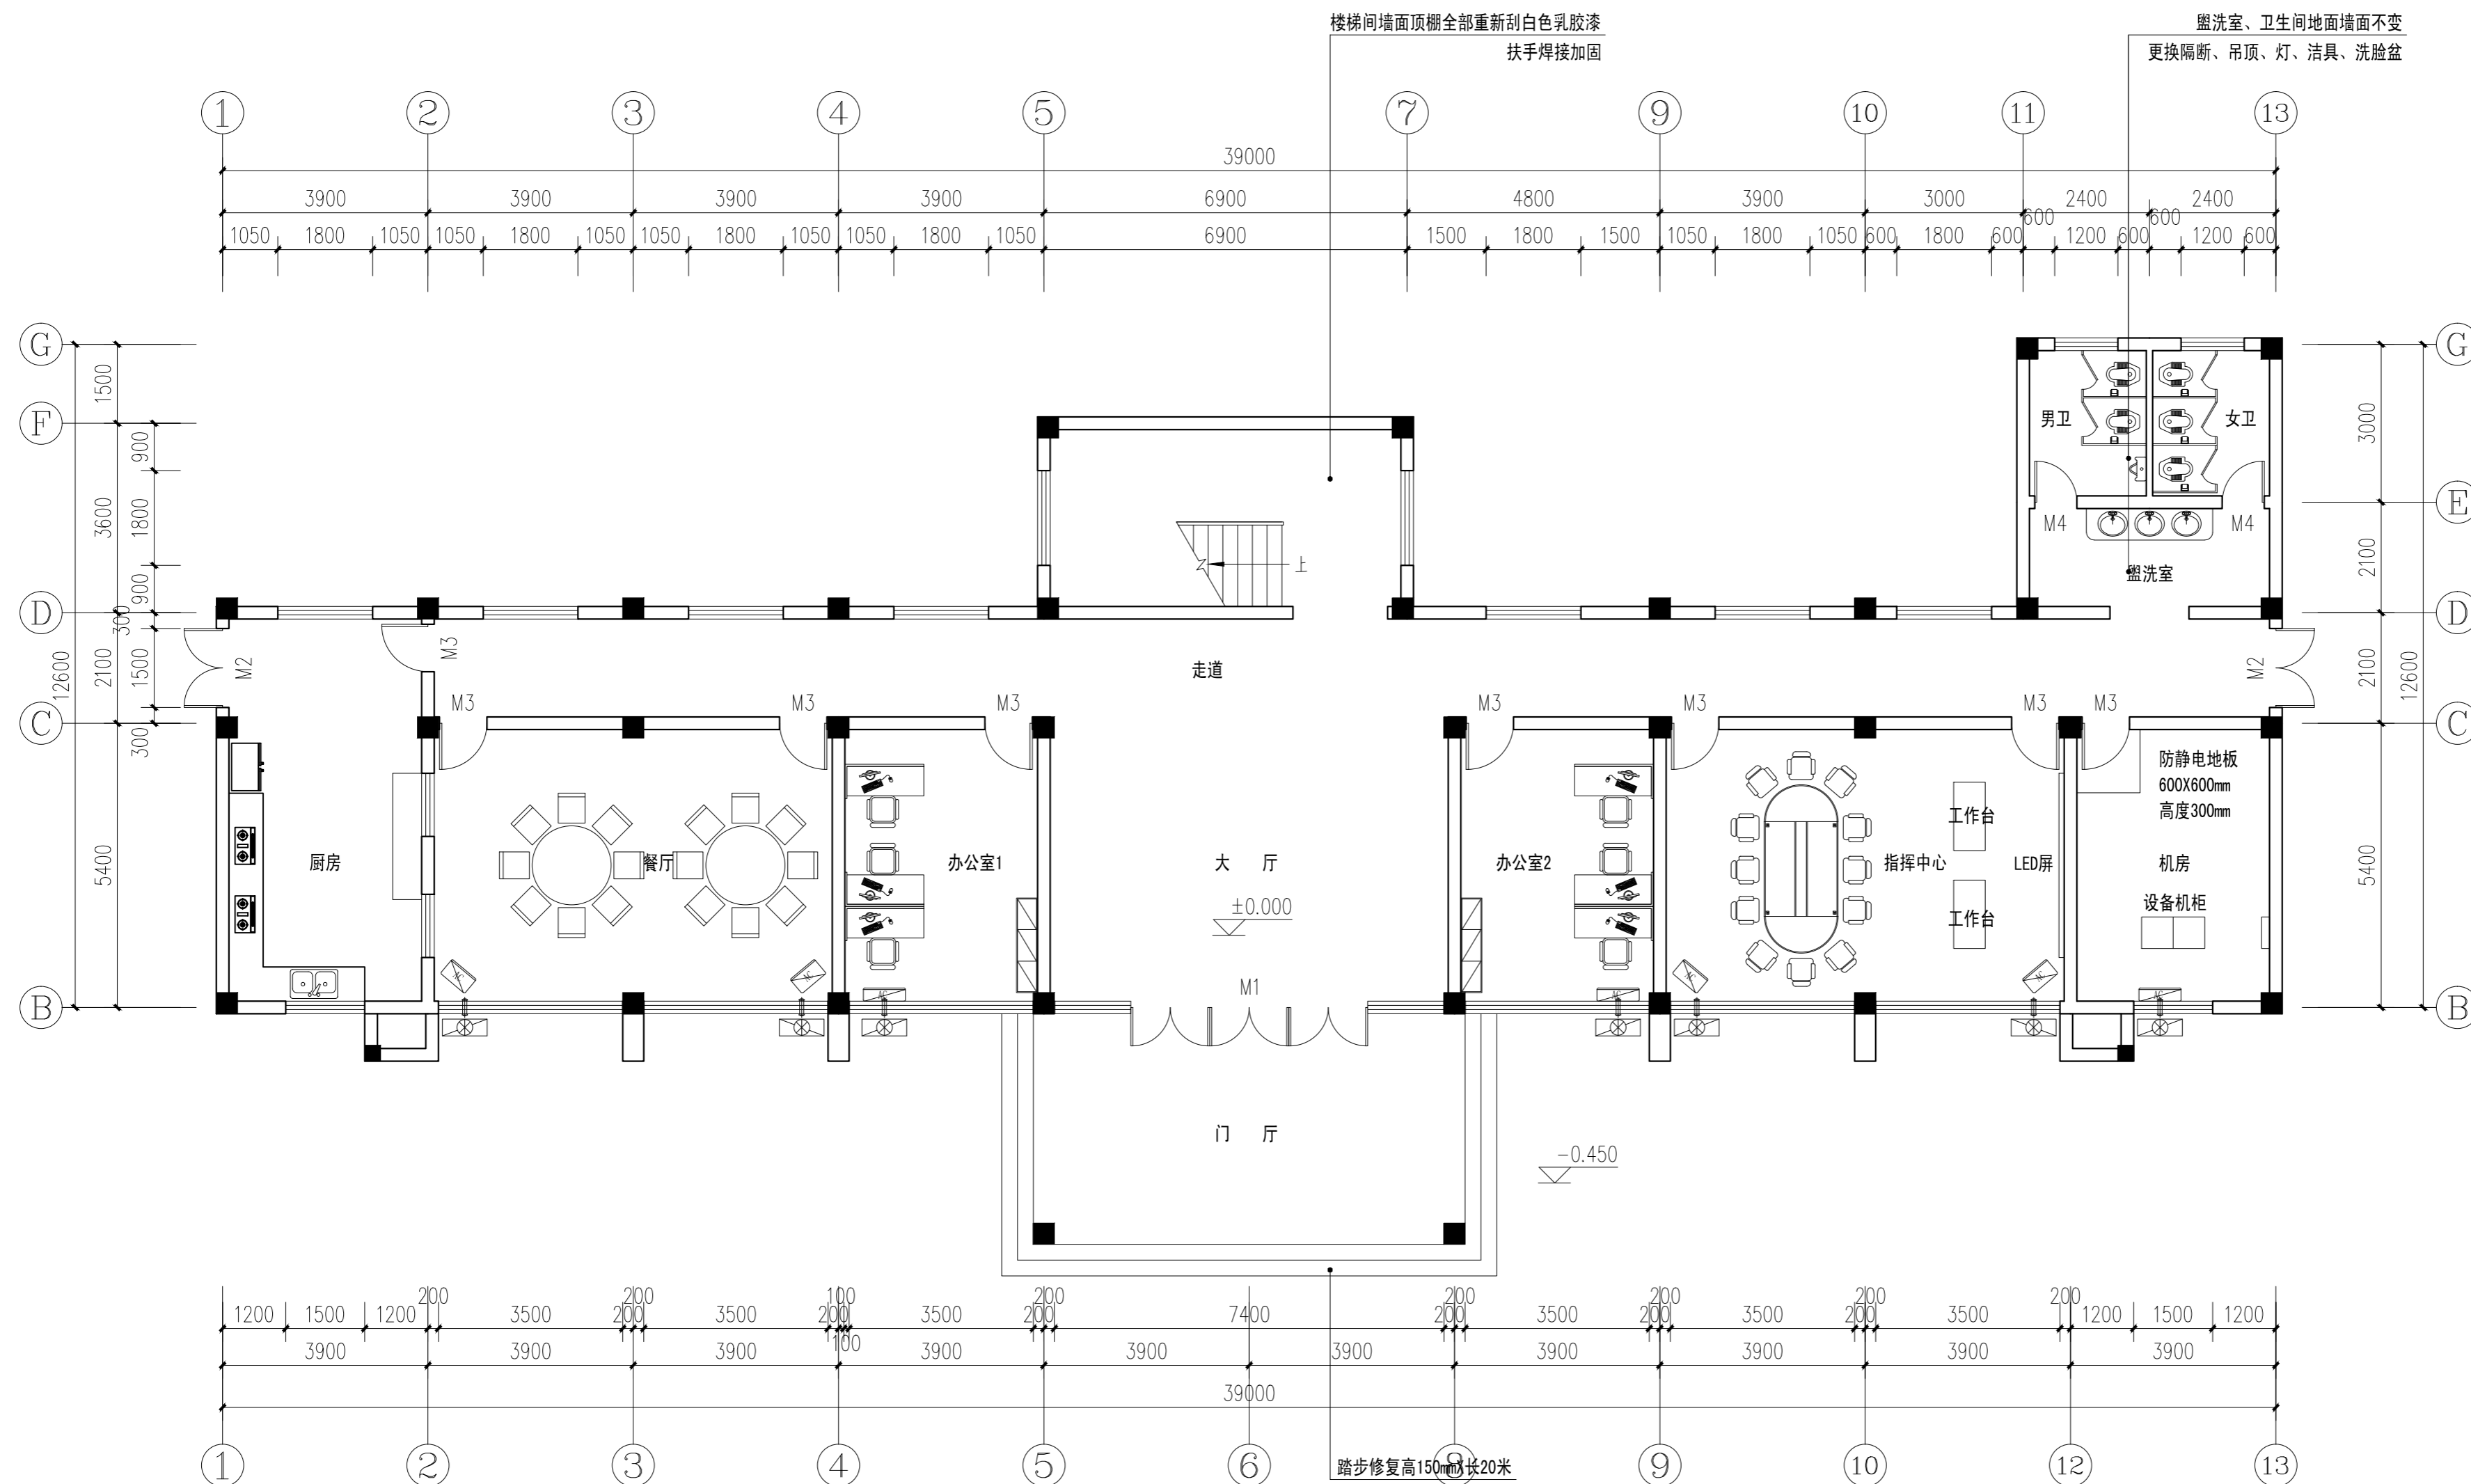 楼梯间墙面顶棚全部重新刮白色乳胶漆
扶手焊接加固
盥洗室、卫生间地面墙面不变
更换隔断、吊顶、灯、洁具、洗脸盆
1 2 3 4 5 7 9 10 11 13
39000
3900 3900 3900 3900 6900 4800 3900 3000 2400 2400
600 600
1050 1800 1050 1050 1800 1050 1050 1800 1050 1050 1800 1050 6900 1500 1800 1500 1050 1800 1050 600 1800 600 1200 600 1200 600
G G
1500
F
900
3000
男卫 女卫
3600 1800
E
M4 M4
2100
上
900
盥洗室
D D
300
12600 2100 1500
M2 M3
走道
M2
2100 12600
C C
M3 M3 M3 M3 M3 M3 M3
300
防静电地板
600X600mm
高度300mm
工作台
5400
厨房 餐厅 办公室1 大 厅 办公室2 指挥中心 LED屏 机房
5400
±0.000
设备机柜
工作台
M1
AC AC AC AC AC AC AC
B B
门 厅
-0.450
200 200 100 200 200 200 200 200
1200 1500 1200 3500 200 3500 200 3500 200 7400 200 3500 200 3500 200 3500 1200 1500 1200
100
3900 3900 3900 3900 3900 3900 3900 3900 3900 3900
39000
1 2 3 4 5 6 8 9 10 12 13
踏步修复高150mmX长20米